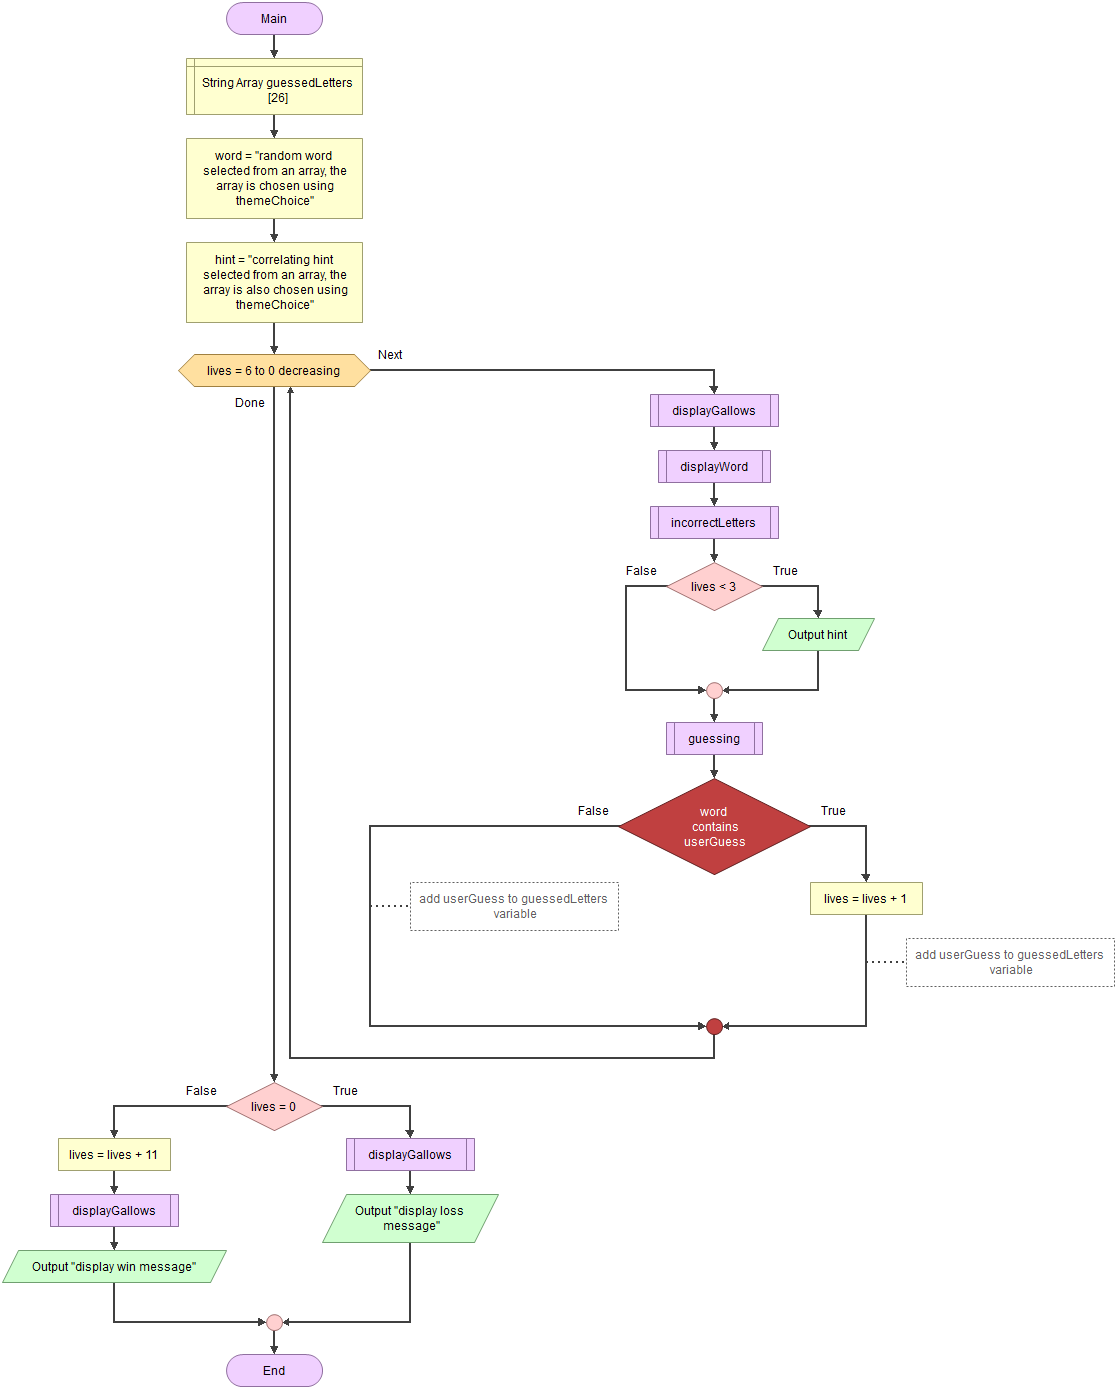 Main
String Array guessedLetters
[26]
word = "random word
selected from an array, the
array is chosen using
themeChoice"
hint = "correlating hint
selected from an array, the
array is also chosen using
themeChoice"
lives = 6 to 0 decreasing
Next
Done
displayGallows
displayWord
incorrectLetters
False
True
lives < 3
Output hint
guessing
False
True
word
contains
userGuess
add userGuess to guessedLetters
variable
lives = lives + 1
add userGuess to guessedLetters
variable
False
True
lives = 0
lives = lives + 11
displayGallows
Output "display win message"
displayGallows
Output "display loss
message"
End